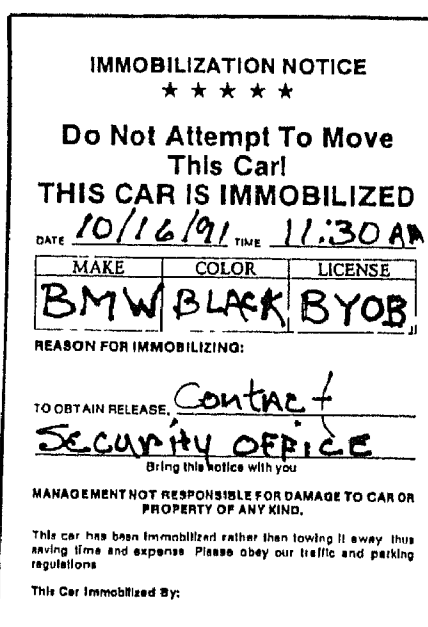 IMMOBILIZATION NOTICE
★ ★ ★ ★ ★
Do Not Attempt To Move
This Car!
THIS CAR IS IMMOBILIZED
DATE 10/16/91 TIME 11:30 AM
MAKE COLOR LICENSE
BMW BLACK BYOB
REASON FOR IMMOBILIZING:
TO OBTAIN RELEASE, Contact
Security OFFICE
Bring this notice with you
MANAGEMENT NOT RESPONSIBLE FOR DAMAGE TO CAR OR
PROPERTY OF ANY KIND.
This car has been immobilized rather than towing it away thus
saving time and expense Please obey our traffic and parking
regulations
This Car Immobilized By: